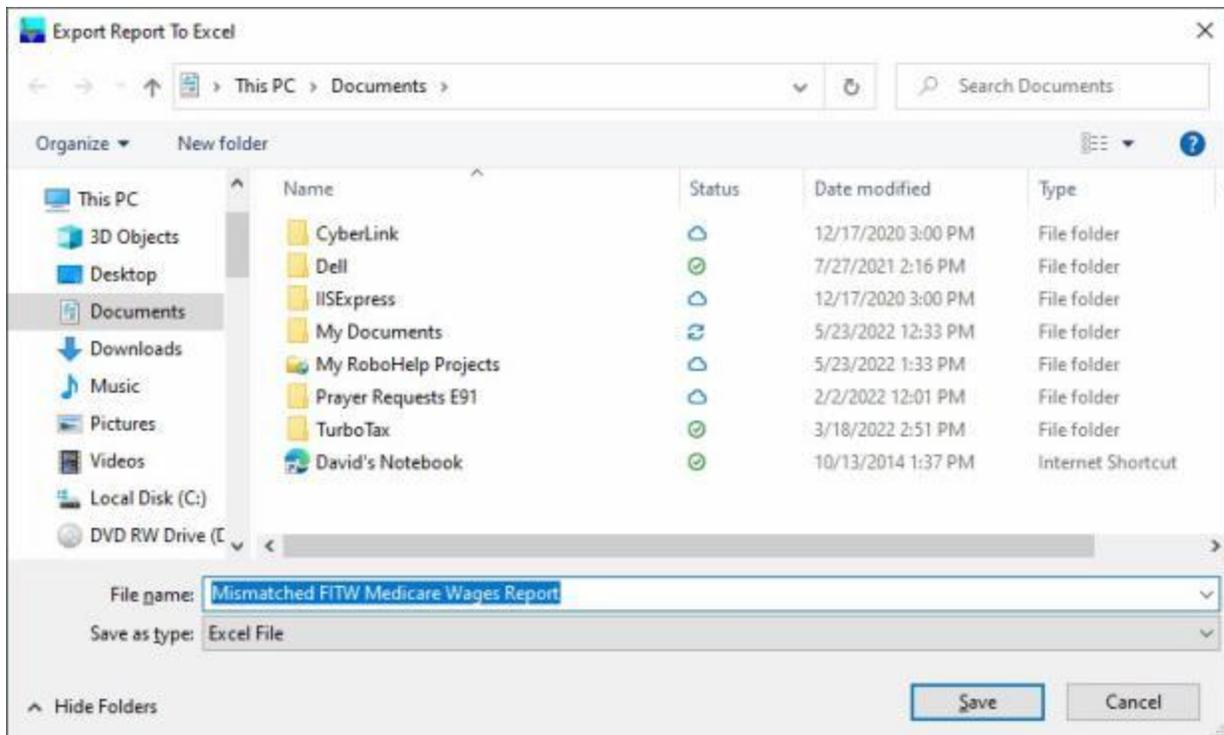 Export Report To Excel
This PC > Documents >
Search Documents
Organize
New folder
Name Status Date modified Type
This PC
3D Objects
Desktop
Documents
Downloads
Music
Pictures
Videos
Local Disk (C:)
DVD RW Drive (D
CyberLink 12/17/2020 3:00 PM File folder
Dell 7/27/2021 2:16 PM File folder
IISExpress 12/17/2020 3:00 PM File folder
My Documents 5/23/2022 12:33 PM File folder
My RoboHelp Projects 5/23/2022 1:33 PM File folder
Prayer Requests E91 2/2/2022 12:01 PM File folder
TurboTax 3/18/2022 2:51 PM File folder
David's Notebook 10/13/2014 1:37 PM Internet Shortcut
File name: Mismatched FITW Medicare Wages Report
Save as type: Excel File
Hide Folders
Save
Cancel